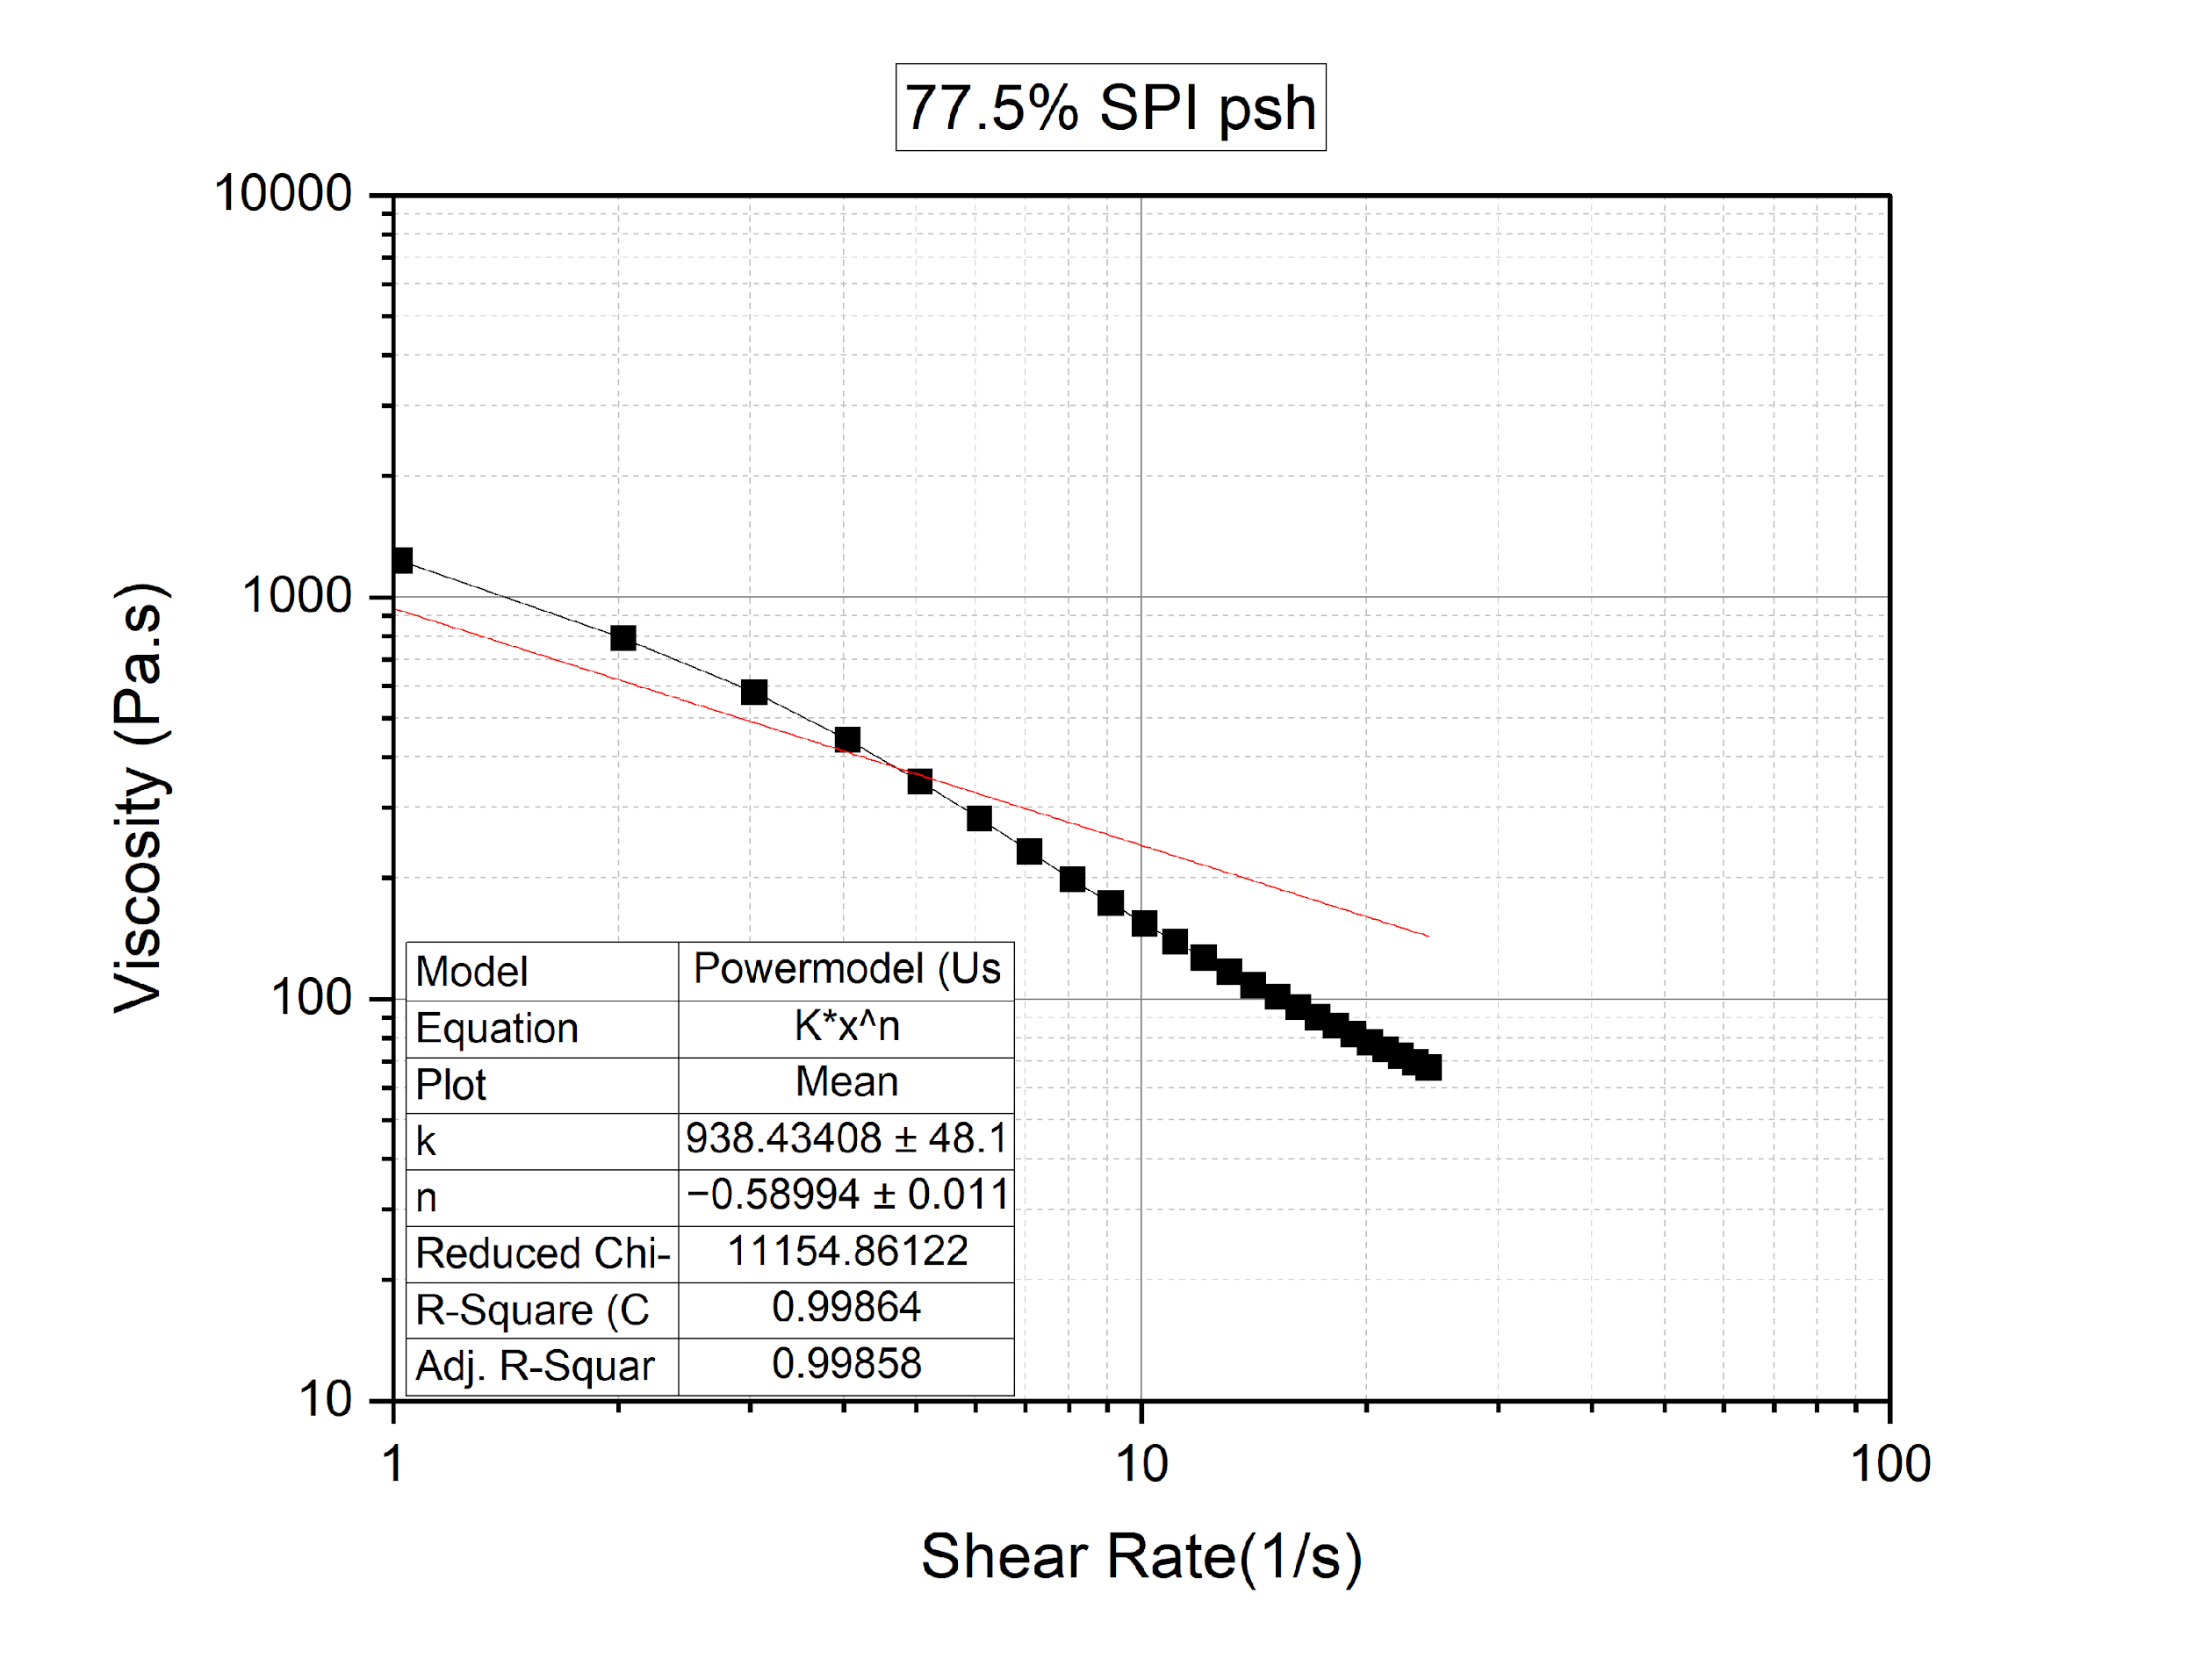 77.5% SPI psh
10000
1000
100
10
Viscosity (Pa.s)
Model Powermodel (Us
Equation K*x^n
Plot Mean
k 938.43408 ± 48.1
n −0.58994 ± 0.011
Reduced Chi- 11154.86122
R-Square (C 0.99864
Adj. R-Squar 0.99858
1 10 100
Shear Rate(1/s)